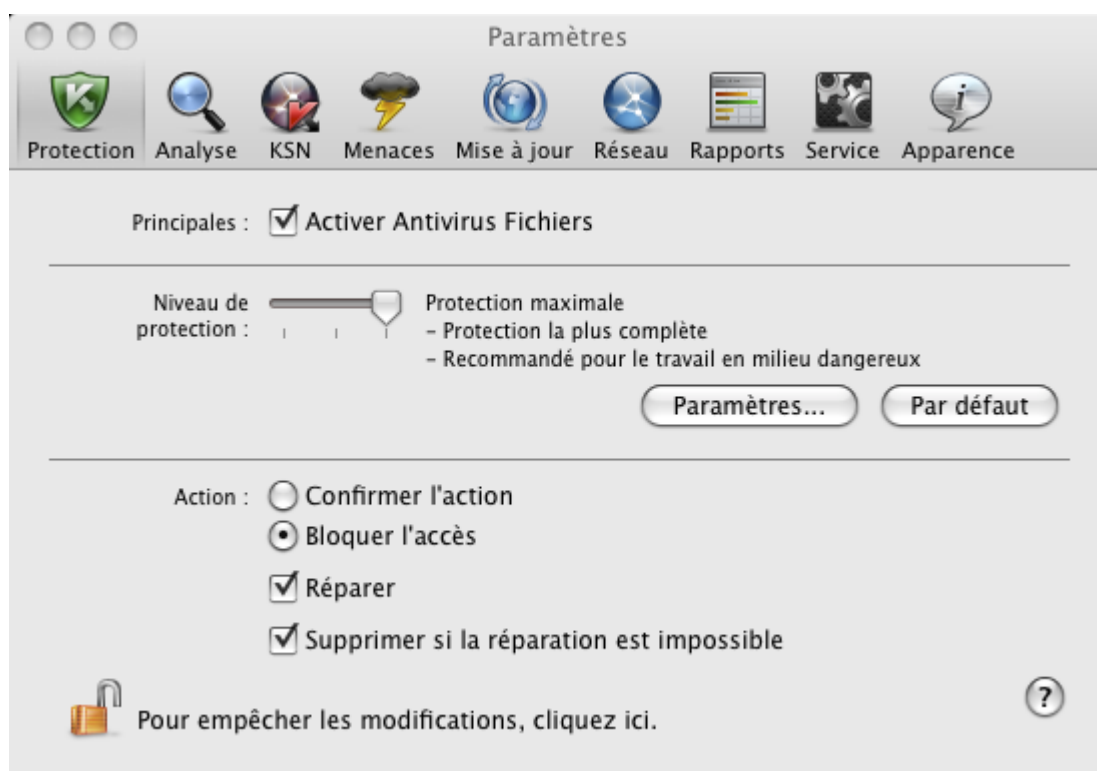 Paramètres
Protection Analyse KSN Menaces Mise à jour Réseau Rapports Service Apparence
Principales : Activer Antivirus Fichiers
Niveau de protection :
Protection maximale
– Protection la plus complète
– Recommandé pour le travail en milieu dangereux
Paramètres... Par défaut
Action : Confirmer l'action
Bloquer l'accès
Réparer
Supprimer si la réparation est impossible
Pour empêcher les modifications, cliquez ici.
?